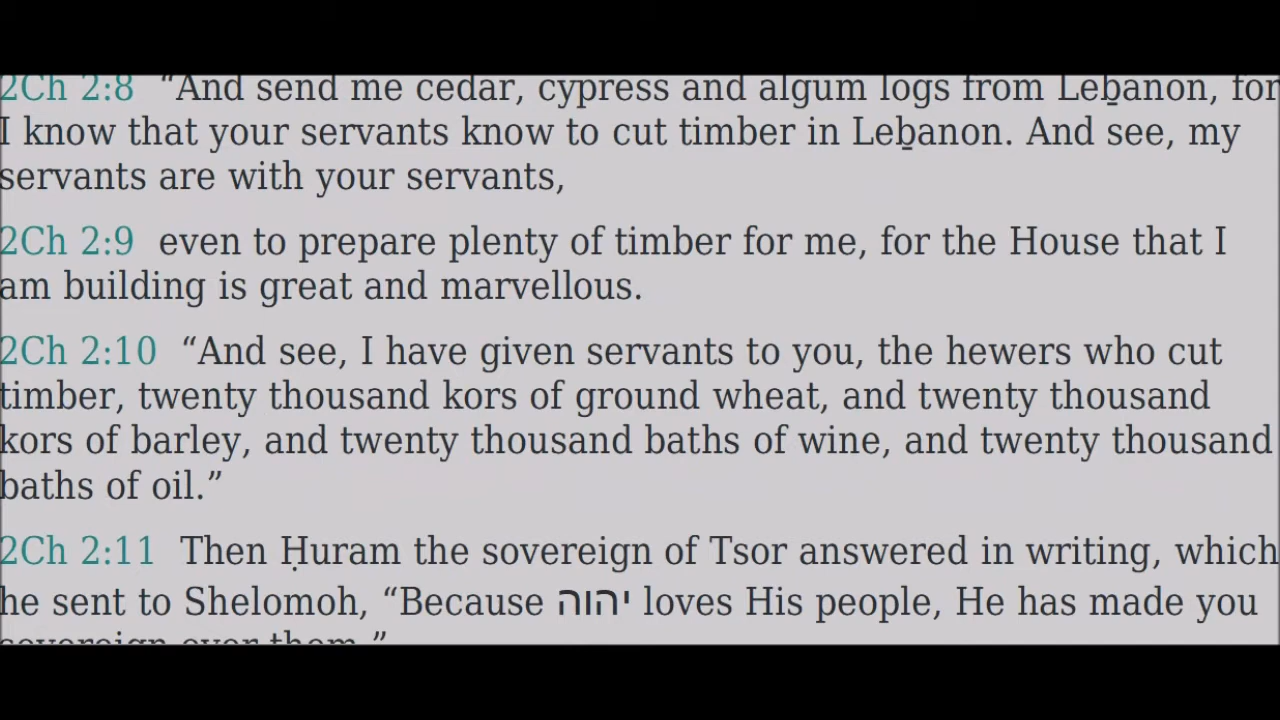 2Ch 2:8 “And send me cedar, cypress and algum logs from Leḇanon, for
I know that your servants know to cut timber in Leḇanon. And see, my
servants are with your servants,
2Ch 2:9 even to prepare plenty of timber for me, for the House that I
am building is great and marvellous.
2Ch 2:10 “And see, I have given servants to you, the hewers who cut
timber, twenty thousand kors of ground wheat, and twenty thousand
kors of barley, and twenty thousand baths of wine, and twenty thousand
baths of oil.”
2Ch 2:11 Then Ḥuram the sovereign of Tsor answered in writing, which
he sent to Shelomoh, “Because יהוה loves His people, He has made you
sovereign over them.”